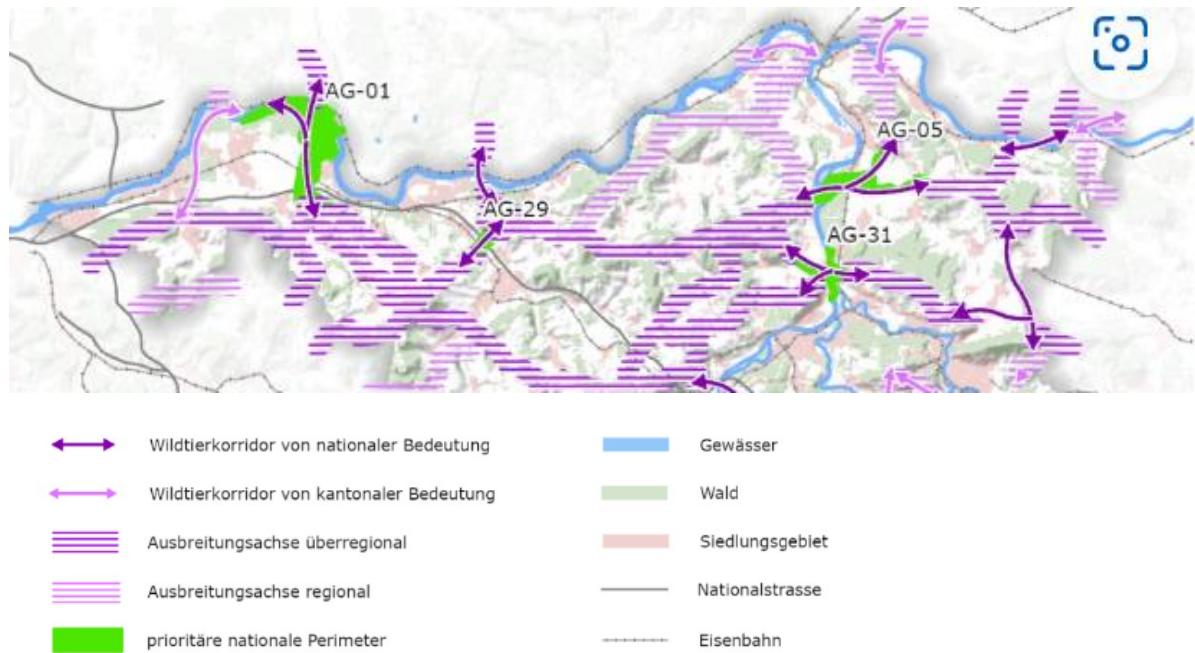 AG-01
AG-05
AG-29
AG-31
Wildtierkorridor von nationaler Bedeutung
Wildtierkorridor von kantonaler Bedeutung
Ausbreitungsachse überregional
Ausbreitungsachse regional
prioritäre nationale Perimeter
Gewässer
Wald
Siedlungsgebiet
Nationalstrasse
Eisenbahn